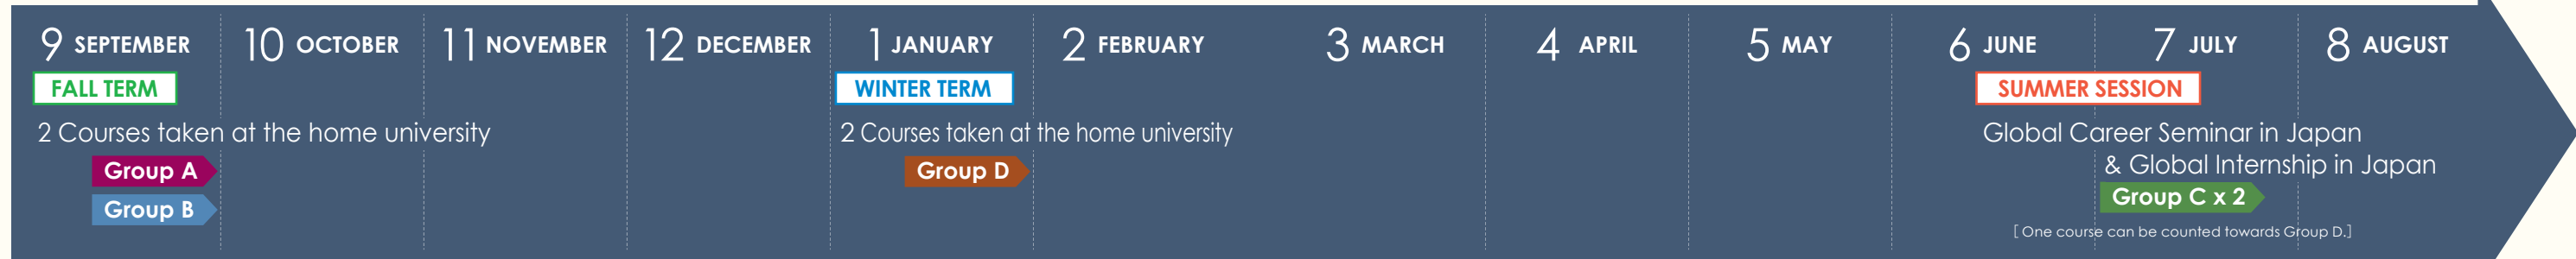 9 SEPTEMBER 10 OCTOBER 11 NOVEMBER 12 DECEMBER 1 JANUARY 2 FEBRUARY 3 MARCH 4 APRIL 5 MAY 6 JUNE 7 JULY 8 AUGUST
FALL TERM
2 Courses taken at the home university
Group A
Group B
WINTER TERM
2 Courses taken at the home university
Group D
SUMMER SESSION
Global Career Seminar in Japan
& Global Internship in Japan
Group C x 2
[ One course can be counted towards Group D.]